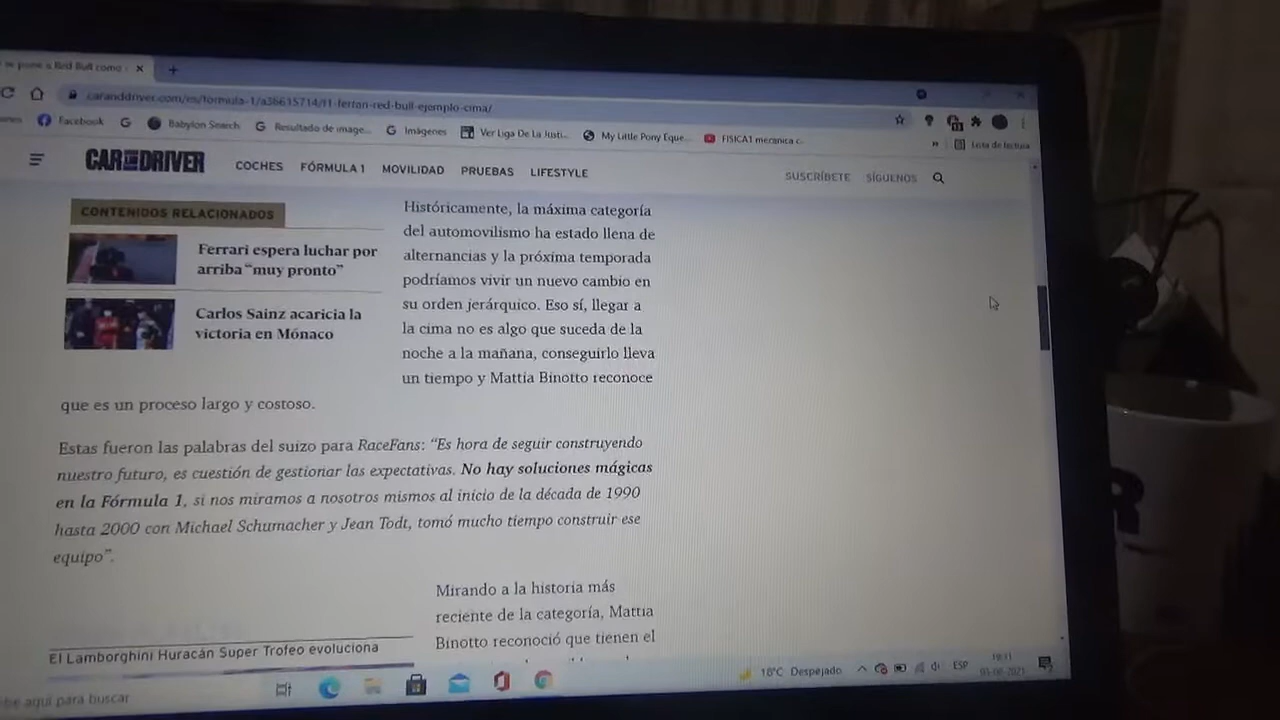 se pone a Red Bull como
caranddriver.com/es/formula-1/a36615714/f1-ferrari-red-bull-ejemplo-cima/
Facebook
Babylon Search
Resultado de image...
Imágenes
Ver Liga De La Justi...
My Little Pony Eque...
FISICA1 mecanica c...
»
Lista de lectura
CAR AND DRIVER
COCHES
FÓRMULA 1
MOVILIDAD
PRUEBAS
LIFESTYLE
SUSCRÍBETE
SÍGUENOS
CONTENIDOS RELACIONADOS
Ferrari espera luchar por
arriba “muy pronto”
Carlos Sainz acaricia la
victoria en Mónaco
Históricamente, la máxima categoría
del automovilismo ha estado llena de
alternancias y la próxima temporada
podríamos vivir un nuevo cambio en
su orden jerárquico. Eso sí, llegar a
la cima no es algo que suceda de la
noche a la mañana, conseguirlo lleva
un tiempo y Mattia Binotto reconoce
que es un proceso largo y costoso.
Estas fueron las palabras del suizo para RaceFans: “Es hora de seguir construyendo
nuestro futuro, es cuestión de gestionar las expectativas. No hay soluciones mágicas
en la Fórmula 1, si nos miramos a nosotros mismos al inicio de la década de 1990
hasta 2000 con Michael Schumacher y Jean Todt, tomó mucho tiempo construir ese
equipo”.
Mirando a la historia más
reciente de la categoría, Mattia
Binotto reconoció que tienen el
El Lamborghini Huracán Super Trofeo evoluciona
be aquí para buscar
18°C Despejado
ESP
R